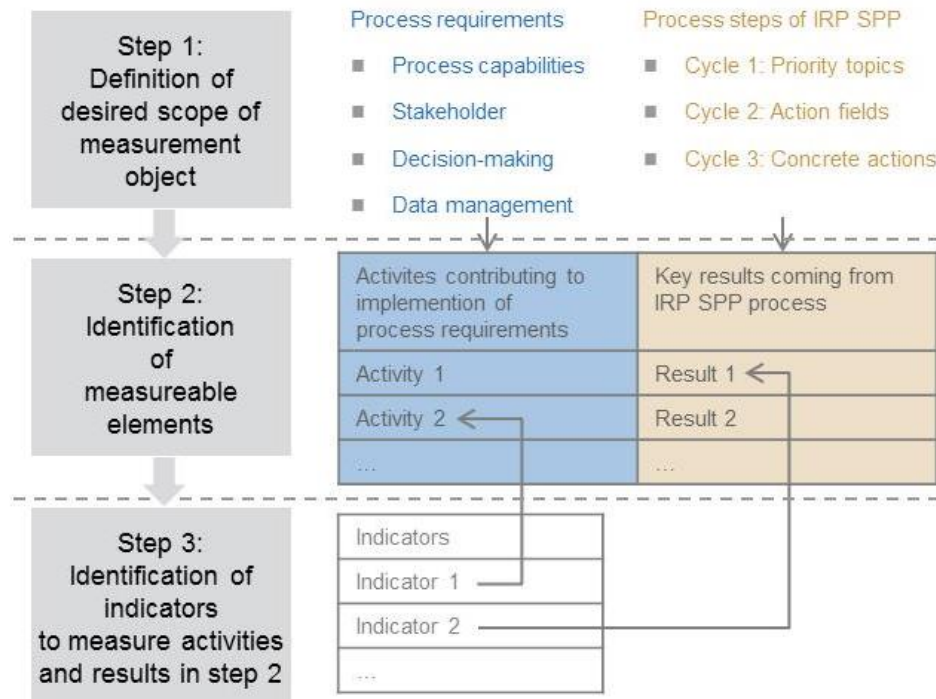 Step 1:
Definition of
desired scope of
measurement
object
Process requirements
Process capabilities
Stakeholder
Decision-making
Data management
Process steps of IRP SPP
Cycle 1: Priority topics
Cycle 2: Action fields
Cycle 3: Concrete actions
Step 2:
Identification
of
measureable
elements
Activites contributing to
implemention of
process requirements
Key results coming from
IRP SPP process
Activity 1
Result 1
Activity 2
Result 2
...
...
Step 3:
Identification of
indicators
to measure activities
and results in step 2
Indicators
Indicator 1
Indicator 2
...